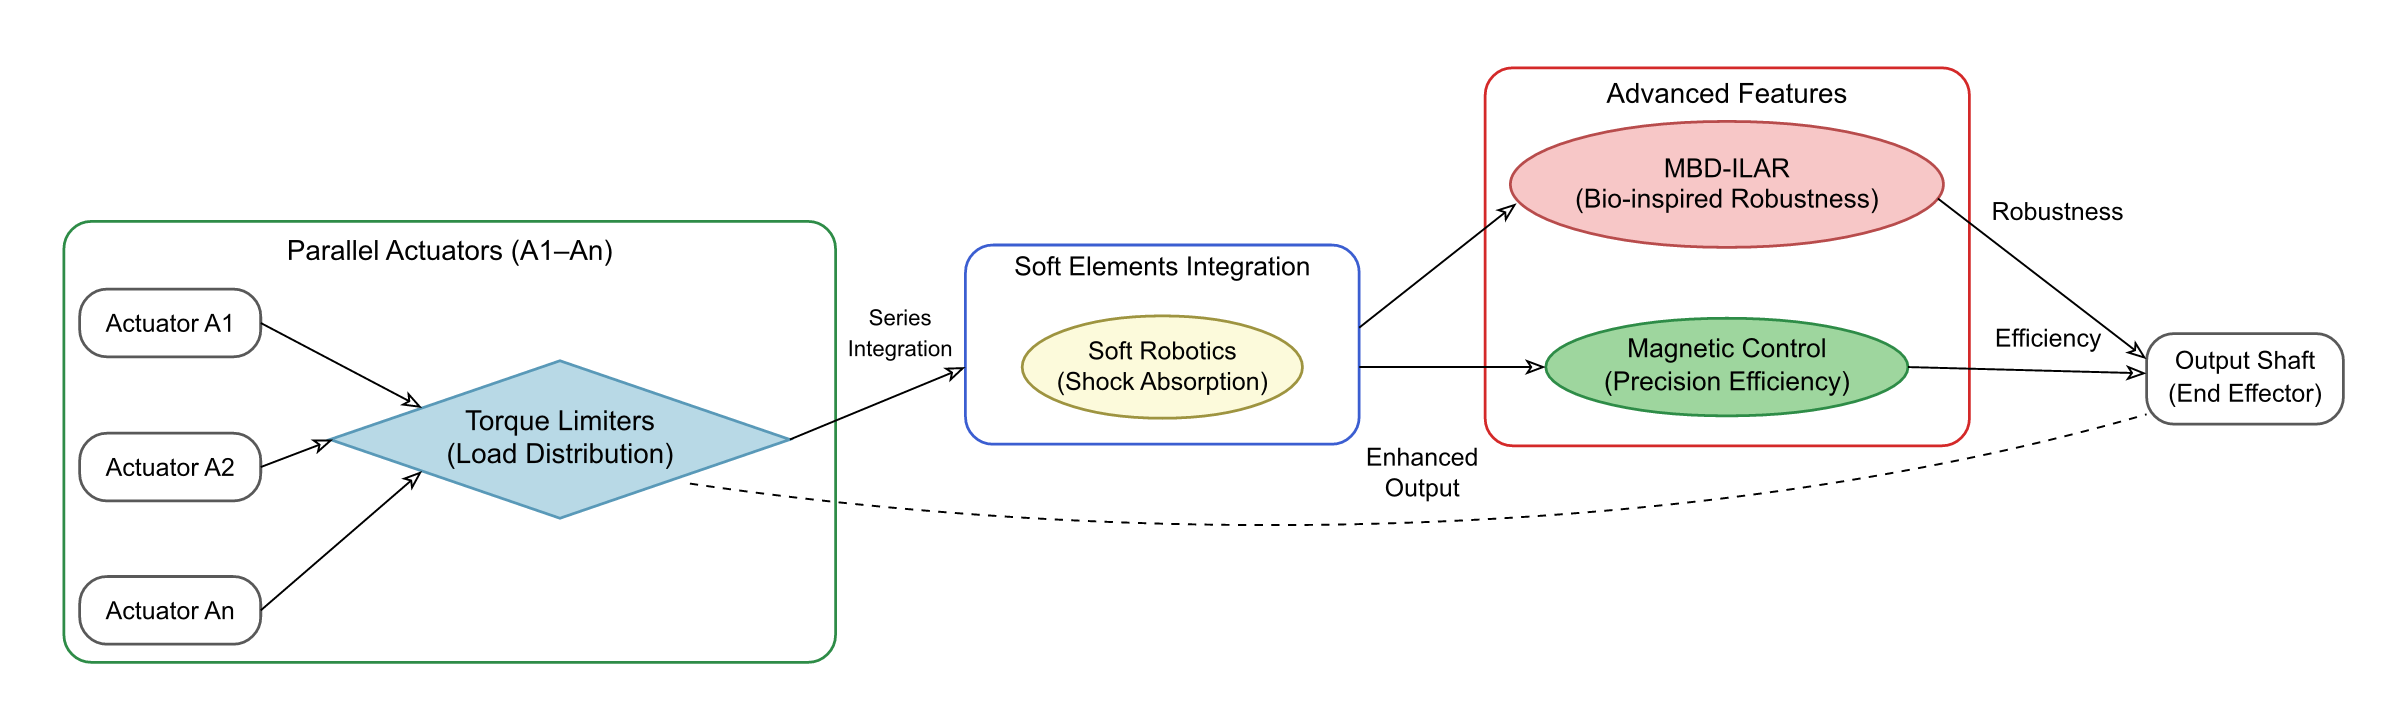 Parallel Actuators (A1–An)
Actuator A1
Actuator A2
Actuator An
Torque Limiters
(Load Distribution)
Series
Integration
Soft Elements Integration
Soft Robotics
(Shock Absorption)
Enhanced
Output
Advanced Features
MBD-ILAR
(Bio-inspired Robustness)
Magnetic Control
(Precision Efficiency)
Robustness
Efficiency
Output Shaft
(End Effector)